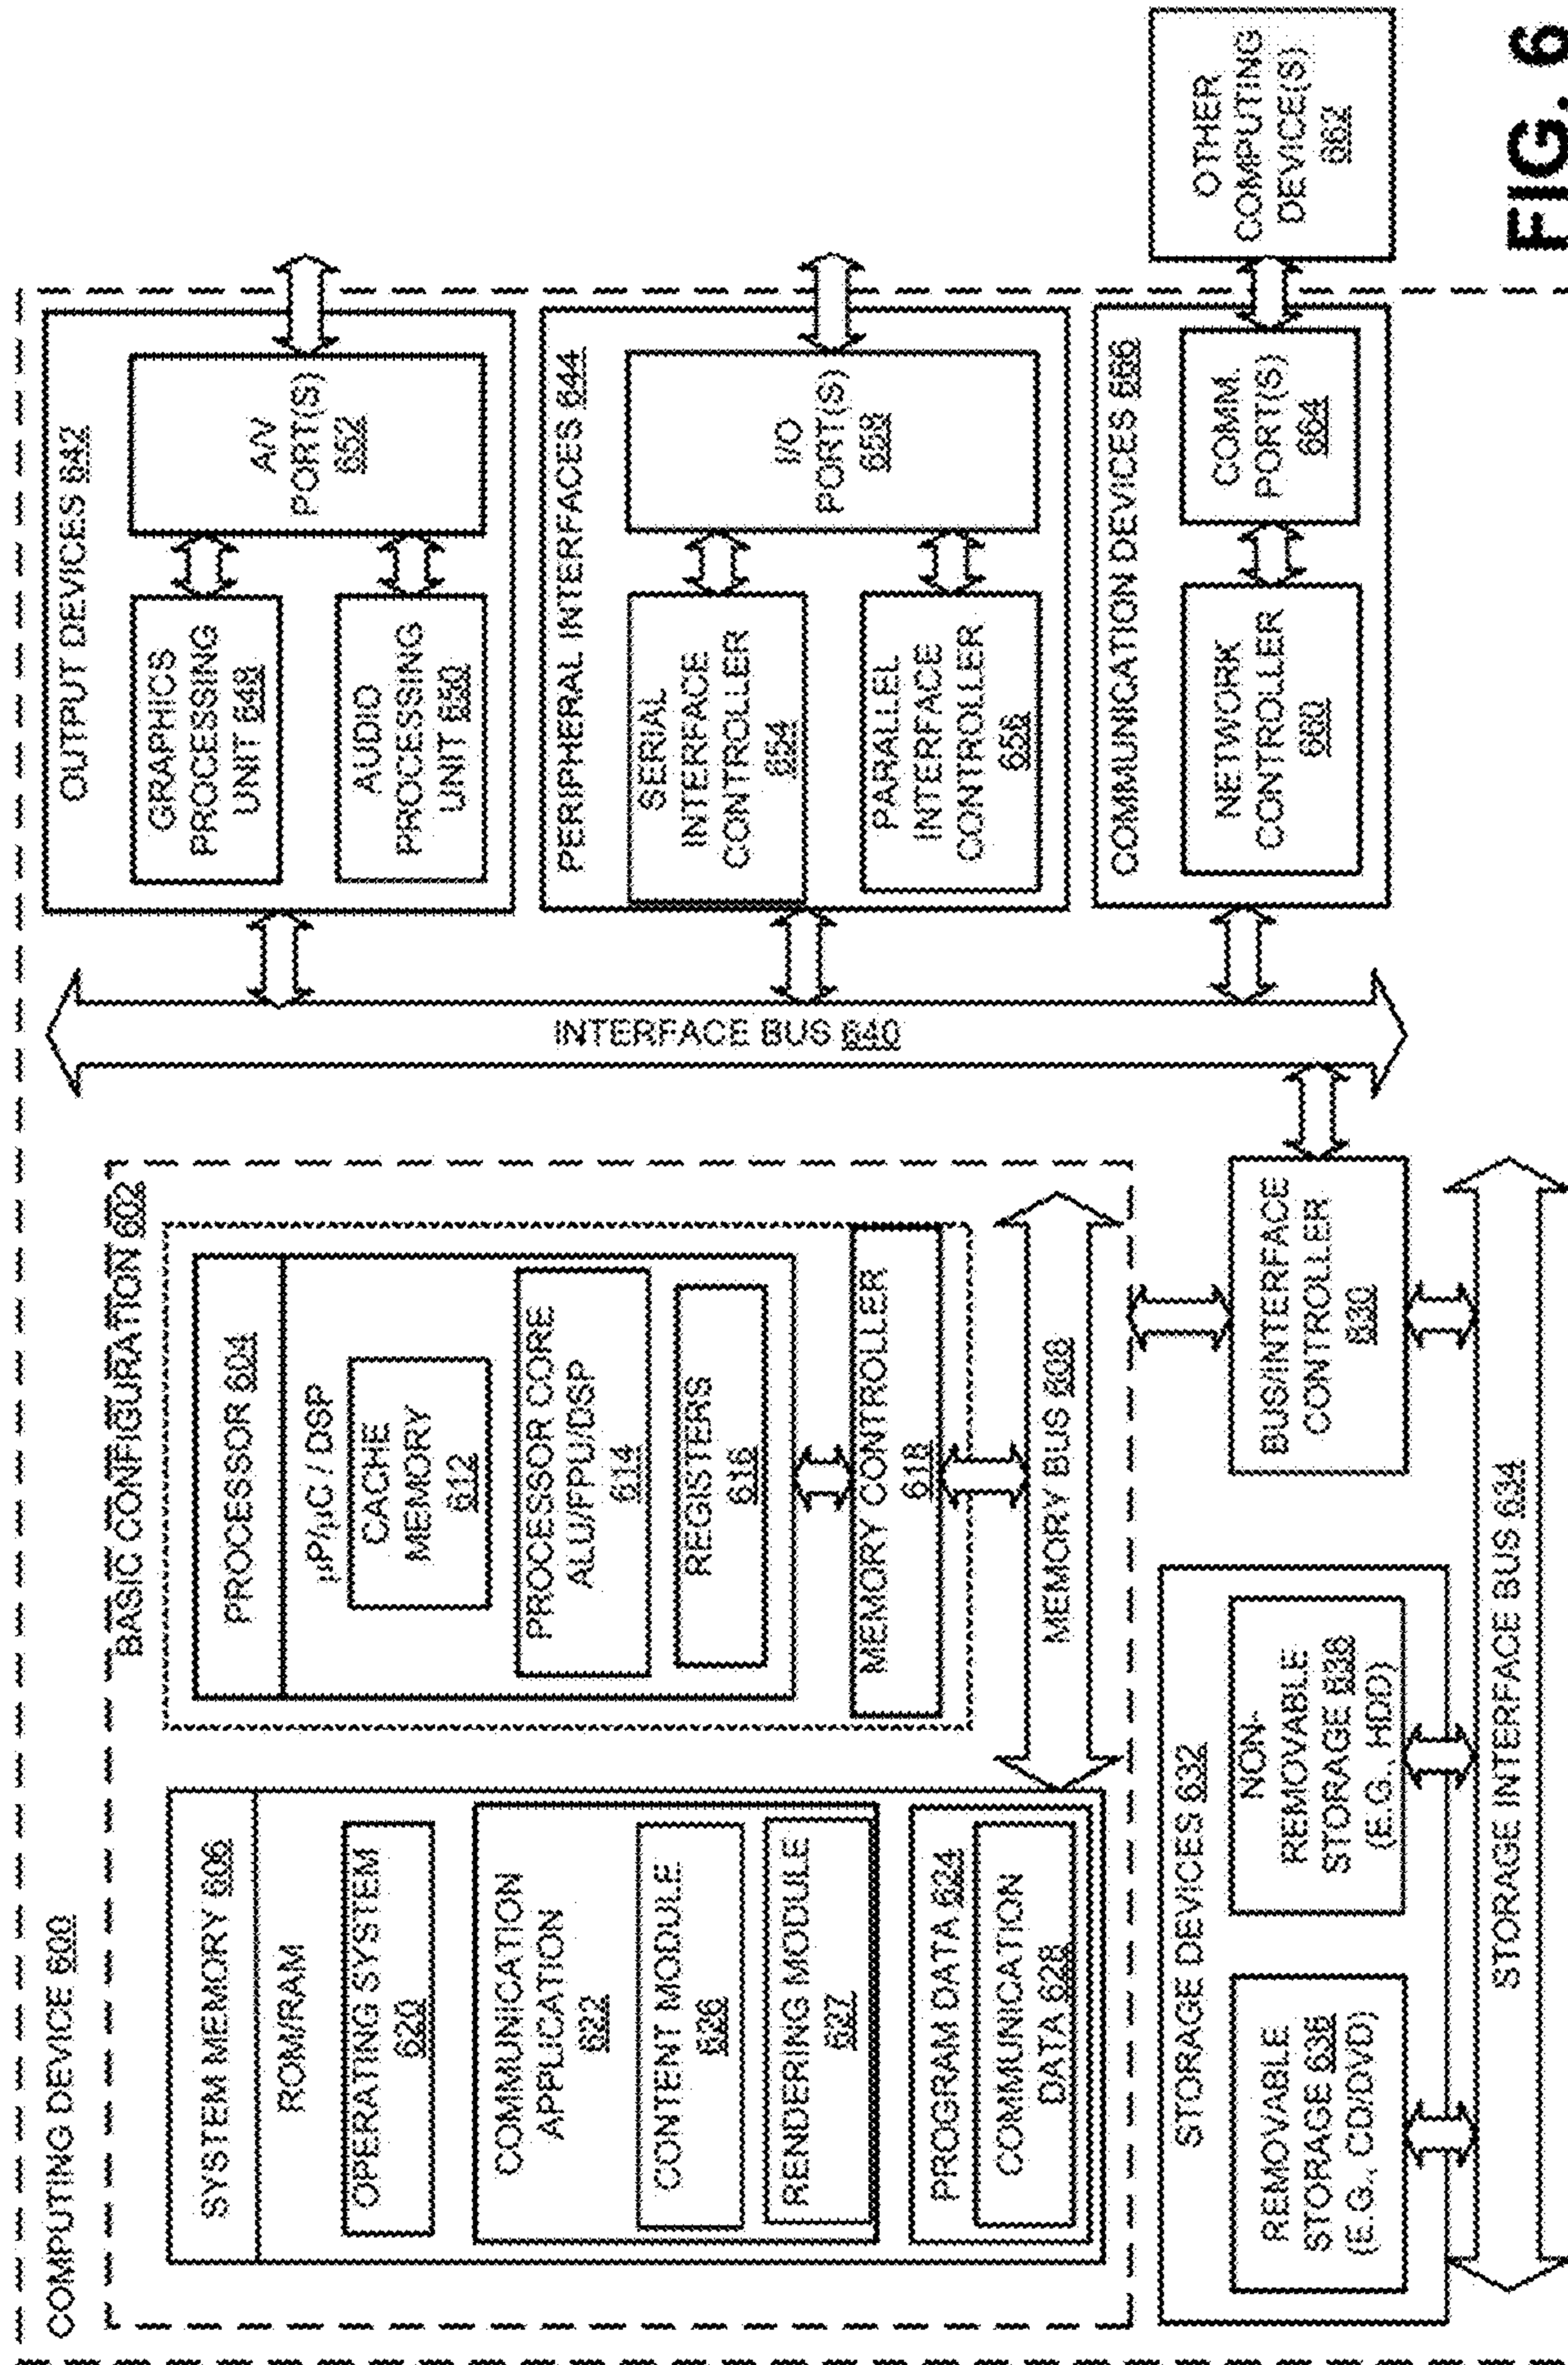 COMPUTING DEVICE 600
BASIC CONFIGURATION 602
SYSTEM MEMORY 606
ROM/RAM
OPERATING SYSTEM
620
COMMUNICATION
APPLICATION
622
CONTENT MODULE
626
RENDERING MODULE
627
PROGRAM DATA 624
COMMUNICATION
DATA 628
PROCESSOR 604
µP/µC / DSP
CACHE
MEMORY
612
PROCESSOR CORE
ALU/FPU/DSP
614
REGISTERS
616
MEMORY CONTROLLER
618
MEMORY BUS 608
STORAGE DEVICES 632
REMOVABLE
STORAGE 636
(E.G., CD/DVD)
NON-
REMOVABLE
STORAGE 638
(E.G., HDD)
BUS/INTERFACE
CONTROLLER
630
STORAGE INTERFACE BUS 634
INTERFACE BUS 640
OUTPUT DEVICES 642
GRAPHICS
PROCESSING
UNIT 648
AUDIO
PROCESSING
UNIT 650
A/V
PORT(S)
652
PERIPHERAL INTERFACES 644
SERIAL
INTERFACE
CONTROLLER
654
PARALLEL
INTERFACE
CONTROLLER
656
I/O
PORT(S)
658
COMMUNICATION DEVICES 666
NETWORK
CONTROLLER
660
COMM.
PORT(S)
664
OTHER
COMPUTING
DEVICE(S)
662
FIG. 6